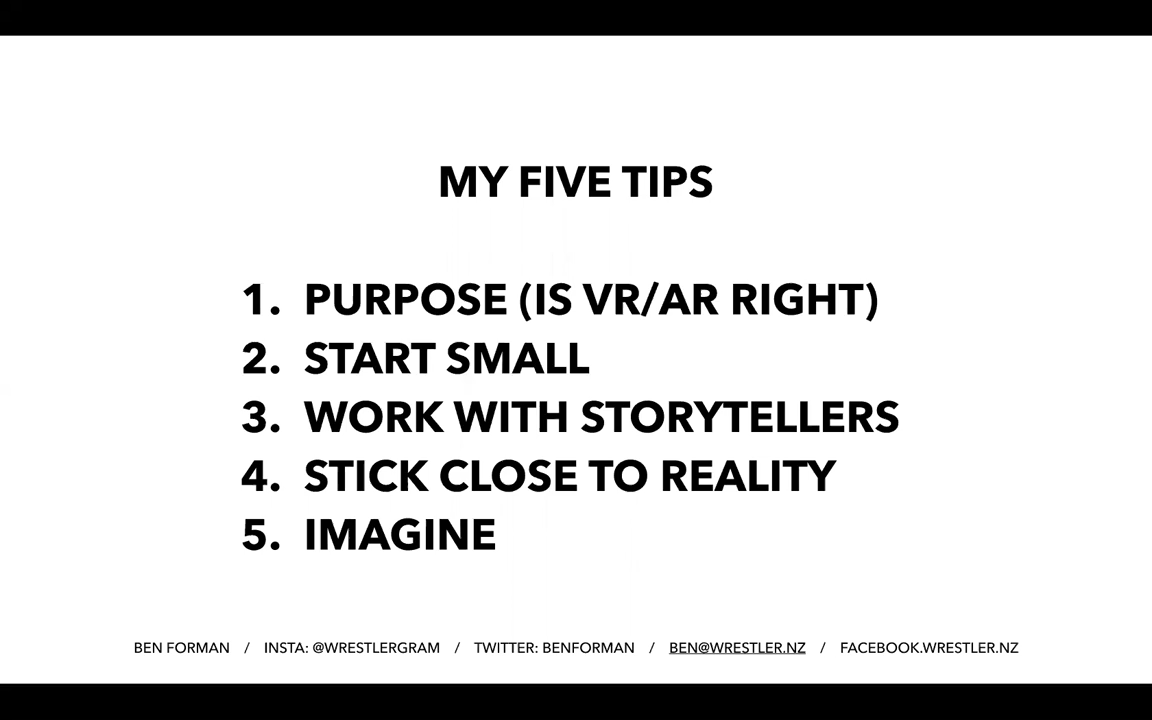 MY FIVE TIPS
1. PURPOSE (IS VR/AR RIGHT)
2. START SMALL
3. WORK WITH STORYTELLERS
4. STICK CLOSE TO REALITY
5. IMAGINE
BEN FORMAN / INSTA: @WRESTLERGRAM / TWITTER: BENFORMAN / BEN@WRESTLER.NZ / FACEBOOK.WRESTLER.NZ